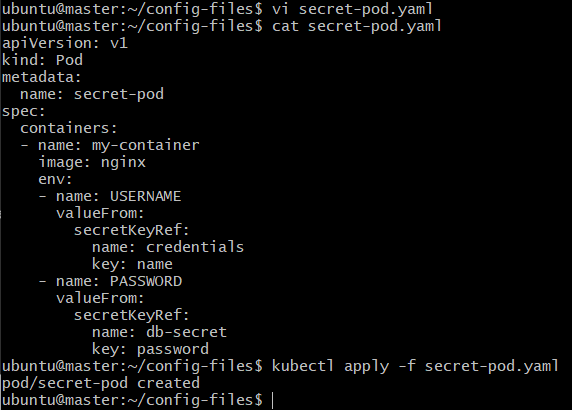 ubuntu@master:~/config-files$ vi secret-pod.yaml
ubuntu@master:~/config-files$ cat secret-pod.yaml
apiVersion: v1
kind: Pod
metadata:
  name: secret-pod
spec:
  containers:
  - name: my-container
    image: nginx
    env:
    - name: USERNAME
      valueFrom:
        secretKeyRef:
          name: credentials
          key: name
    - name: PASSWORD
      valueFrom:
        secretKeyRef:
          name: db-secret
          key: password
ubuntu@master:~/config-files$ kubectl apply -f secret-pod.yaml
pod/secret-pod created
ubuntu@master:~/config-files$